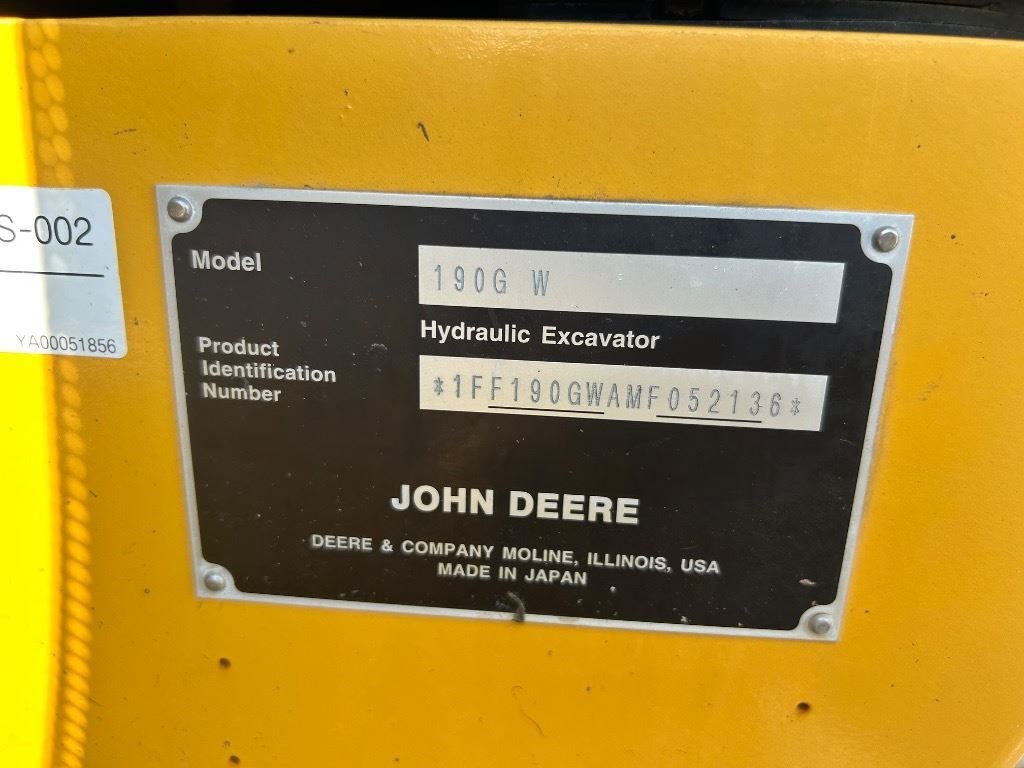 S-002
YA00051856
Model
190G W
Hydraulic Excavator
Product
Identification
Number
*1FF190GWAMF052136*
JOHN DEERE
DEERE & COMPANY MOLINE, ILLINOIS, USA
MADE IN JAPAN